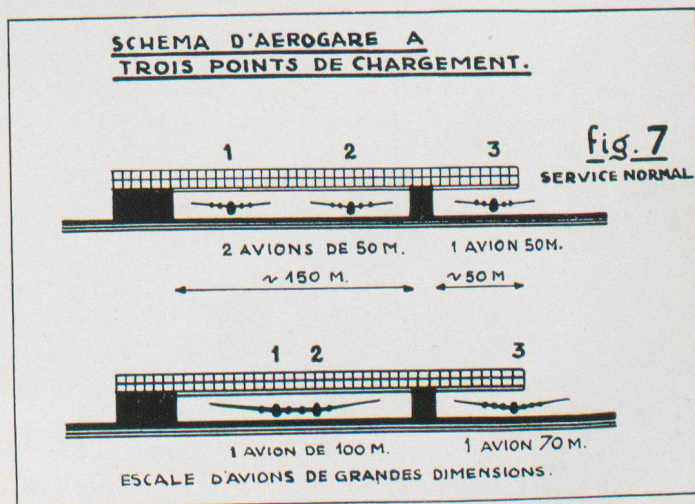 SCHEMA D'AEROGARE A
TROIS POINTS DE CHARGEMENT.
fig. 7
SERVICE NORMAL
1 2 3
2 AVIONS DE 50 M. 1 AVION 50M.
~ 150 M. ~ 50 M
1 2 3
1 AVION DE 100 M. 1 AVION 70 M.
ESCALE D'AVIONS DE GRANDES DIMENSIONS.